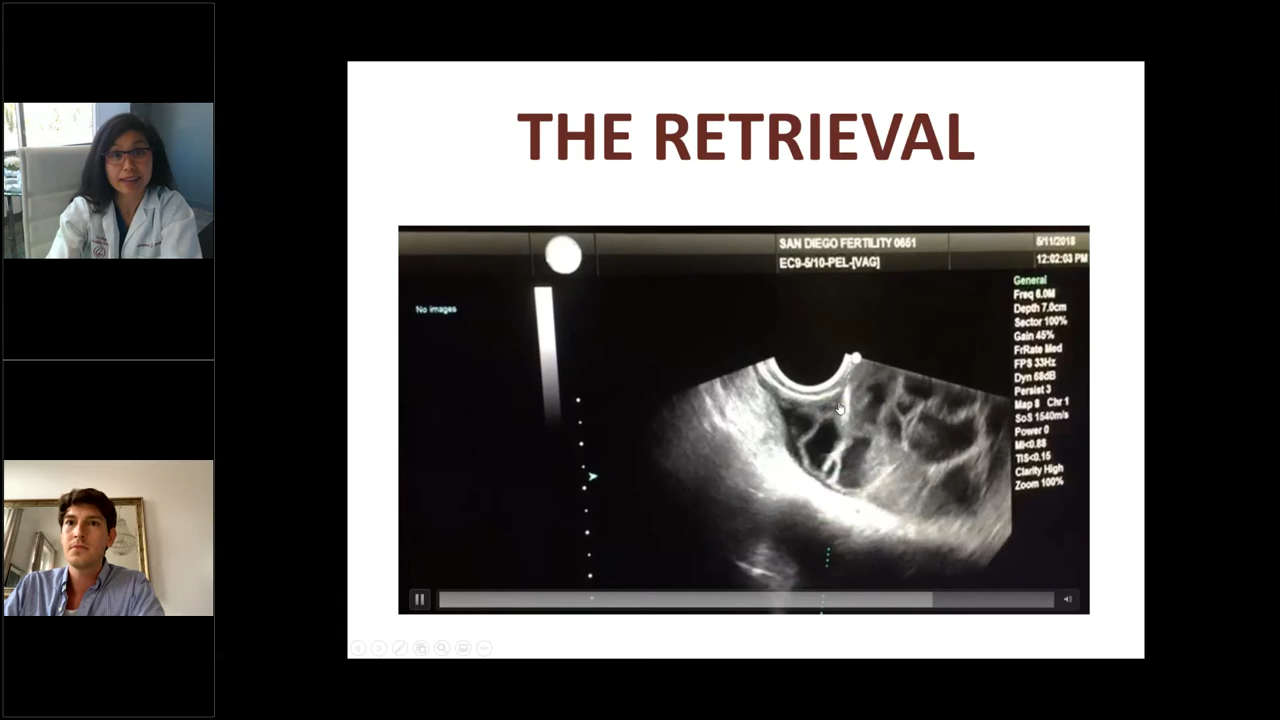 THE RETRIEVAL
SAN DIEGO FERTILITY 0651
5/11/2018
EC9-5/10-PEL-[VAG]
12:02:03 PM
No images
General
Freq 6.0M
Depth 7.0cm
Sector 100%
Gain 45%
FrRate Med
FPS 33Hz
Dyn 68dB
Persist 3
Map 8 Chr 1
SoS 1540m/s
Power 0
MI<0.88
TIS<0.15
Clarity High
Zoom 100%